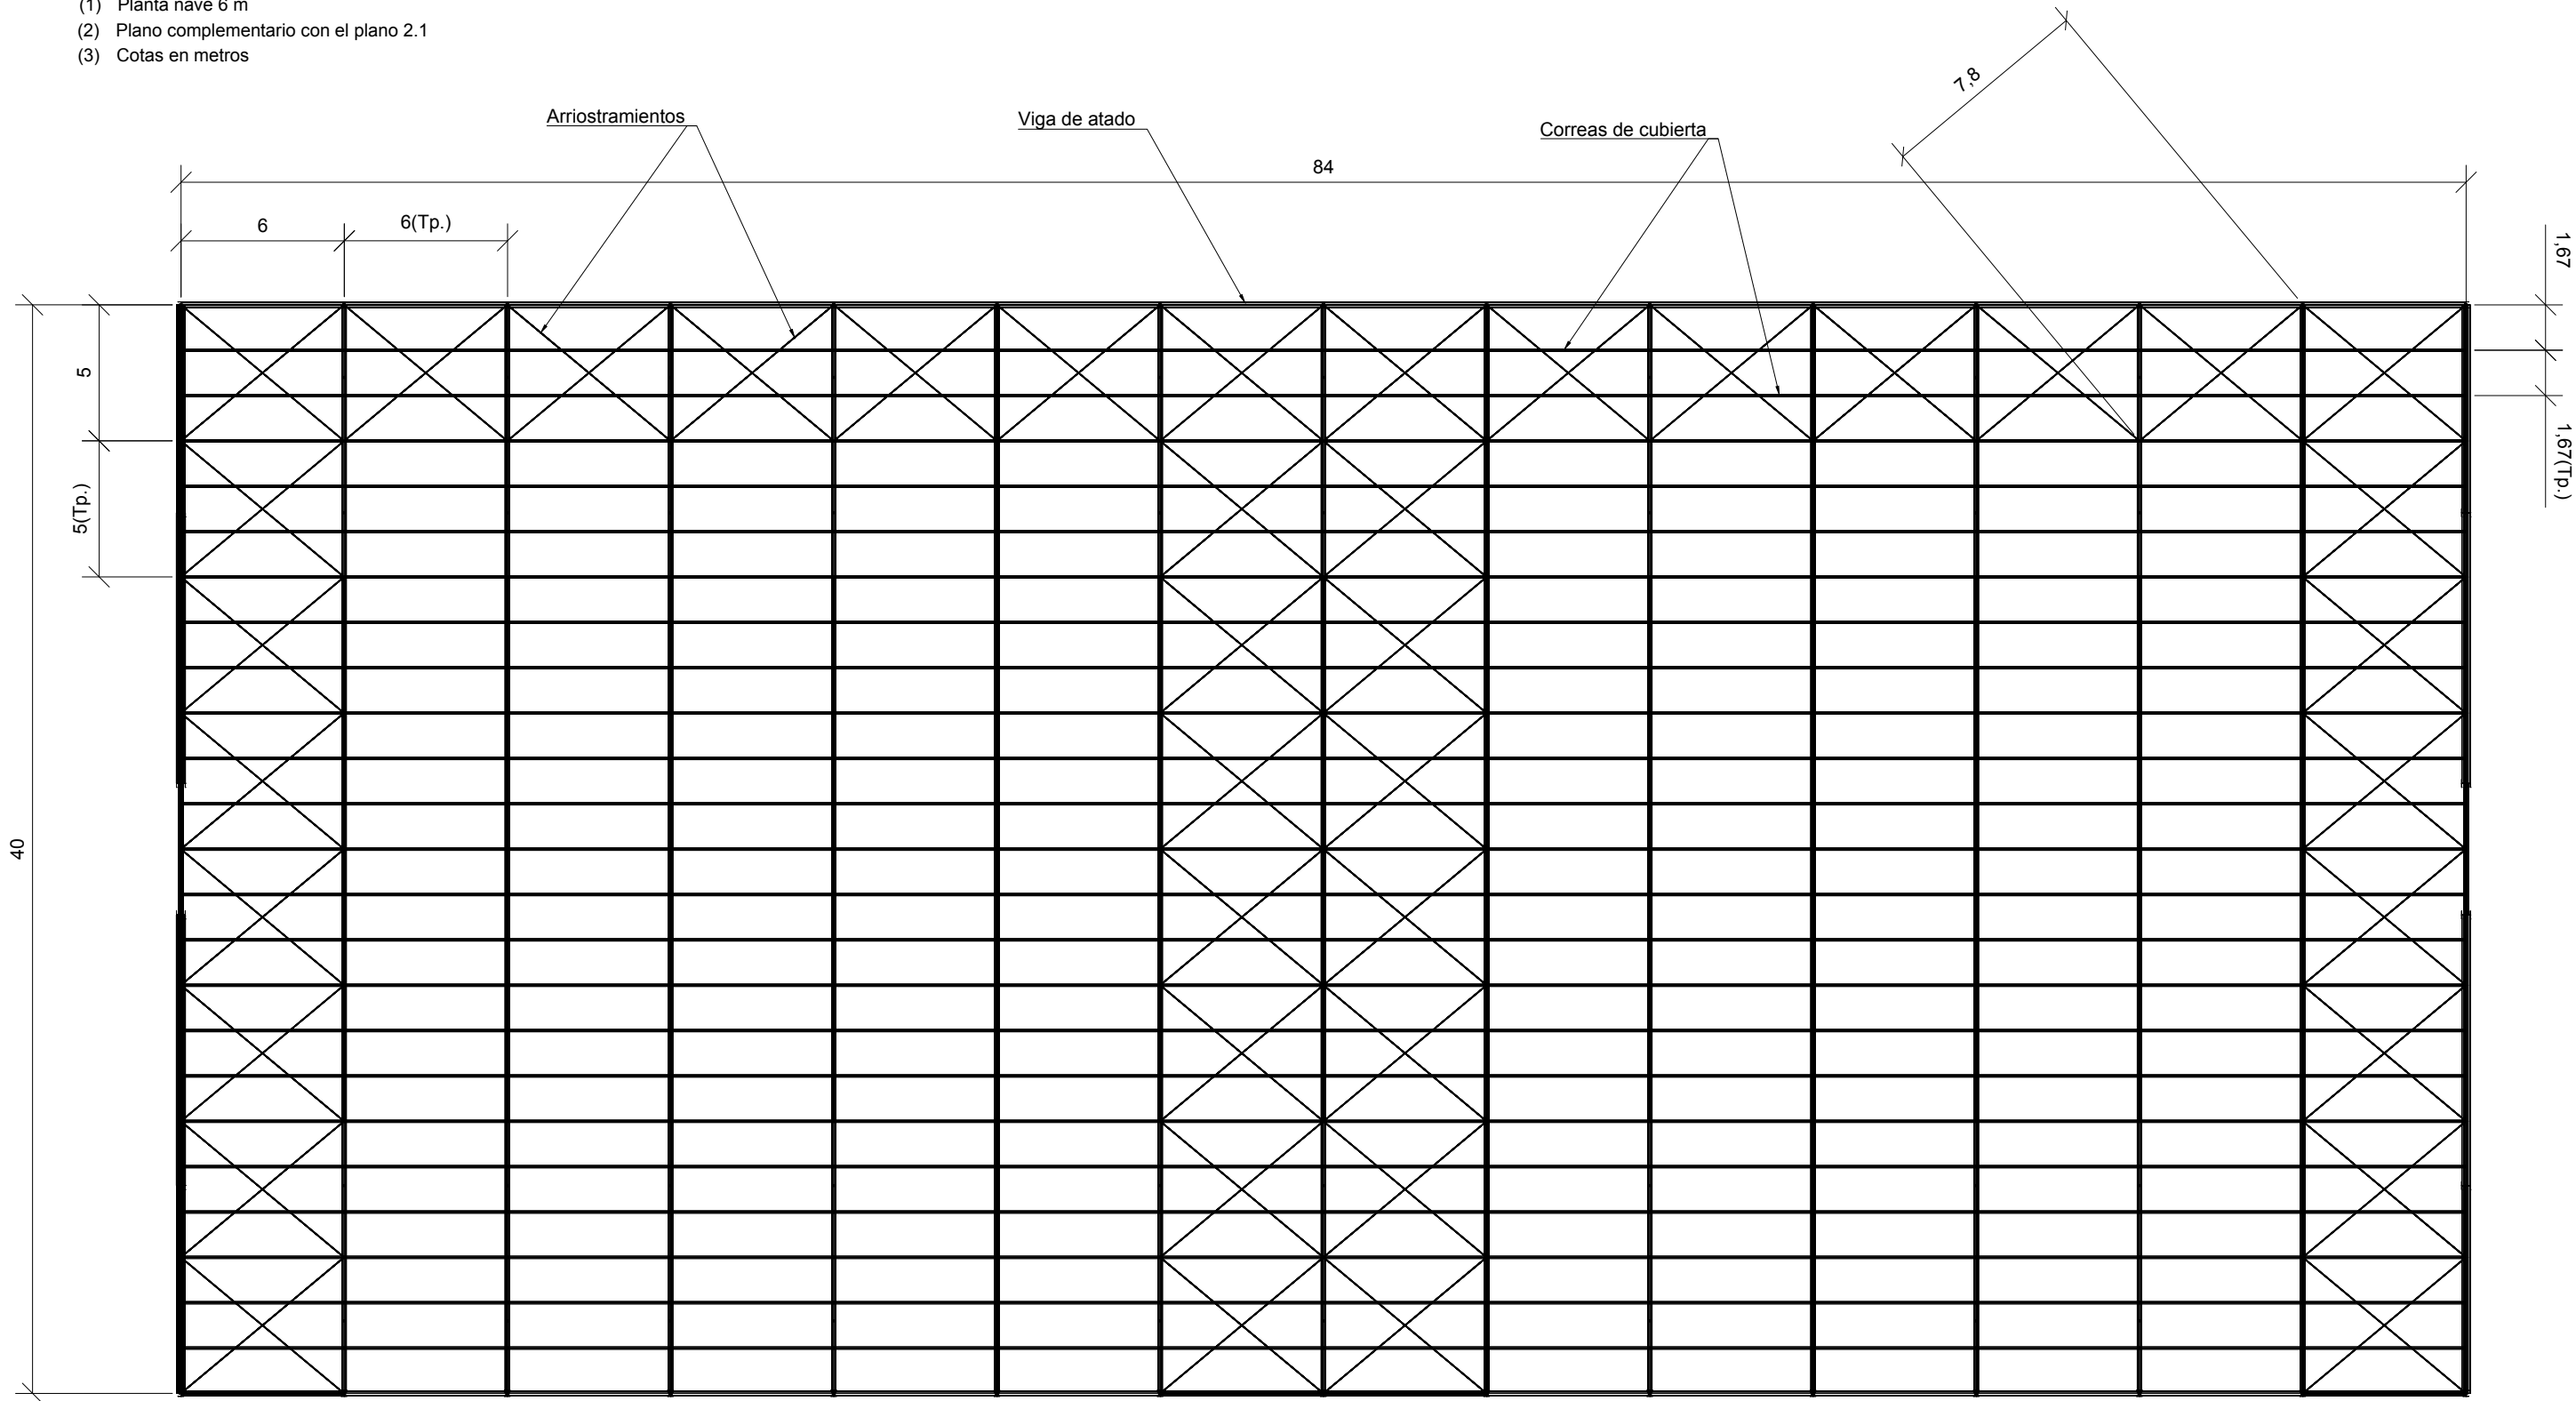 (1) Planta nave 6 m
(2) Plano complementario con el plano 2.1
(3) Cotas en metros
7,8
Arriostramientos
Viga de atado
Correas de cubierta
84
6
6(Tp.)
1,67
5
1,67(Tp.)
5(Tp.)
40